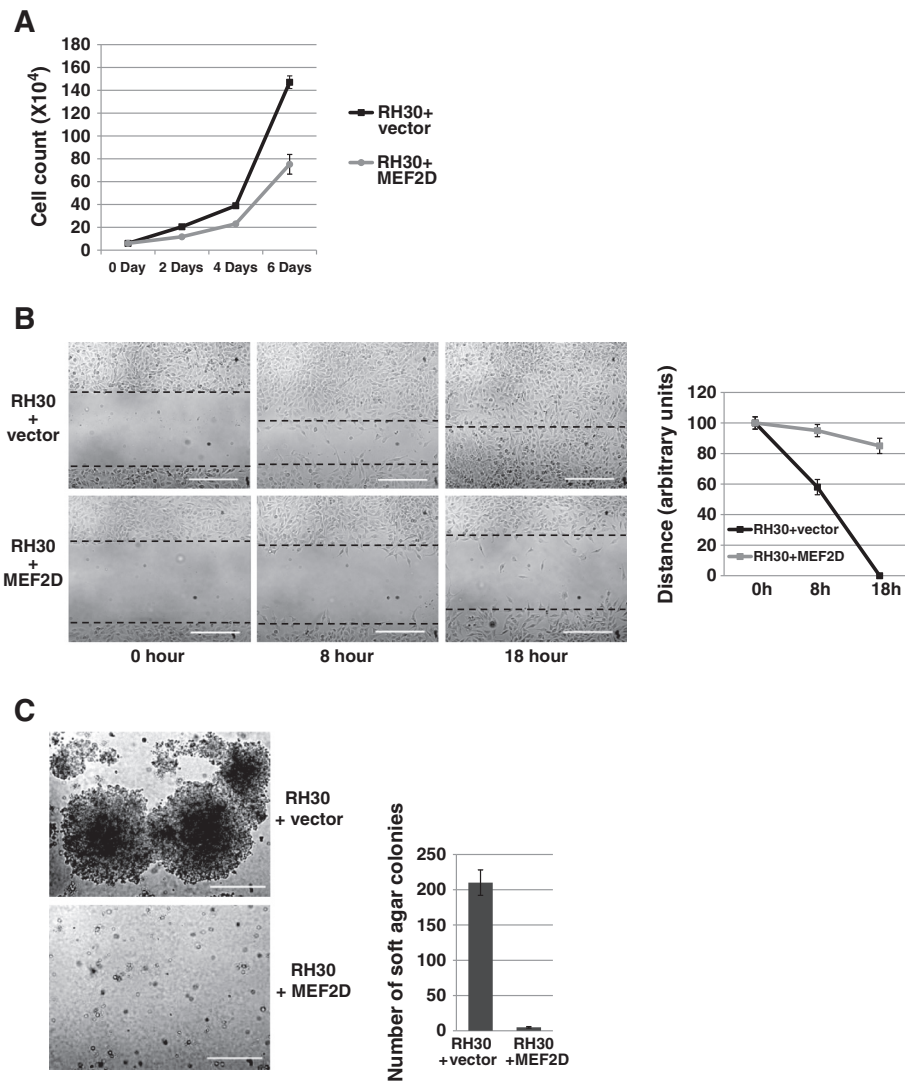 A
180
160
140
120
100
80
60
40
20
0
Cell count (X10⁴)
0 Day 2 Days 4 Days 6 Days
RH30+
vector
RH30+
MEF2D
B
RH30
+
vector
RH30
+
MEF2D
0 hour 8 hour 18 hour
Distance (arbitrary units)
120
100
80
60
40
20
0
RH30+vector
RH30+MEF2D
0h 8h 18h
C
RH30
+ vector
RH30
+ MEF2D
Number of soft agar colonies
250
200
150
100
50
0
RH30 RH30
+vector +MEF2D